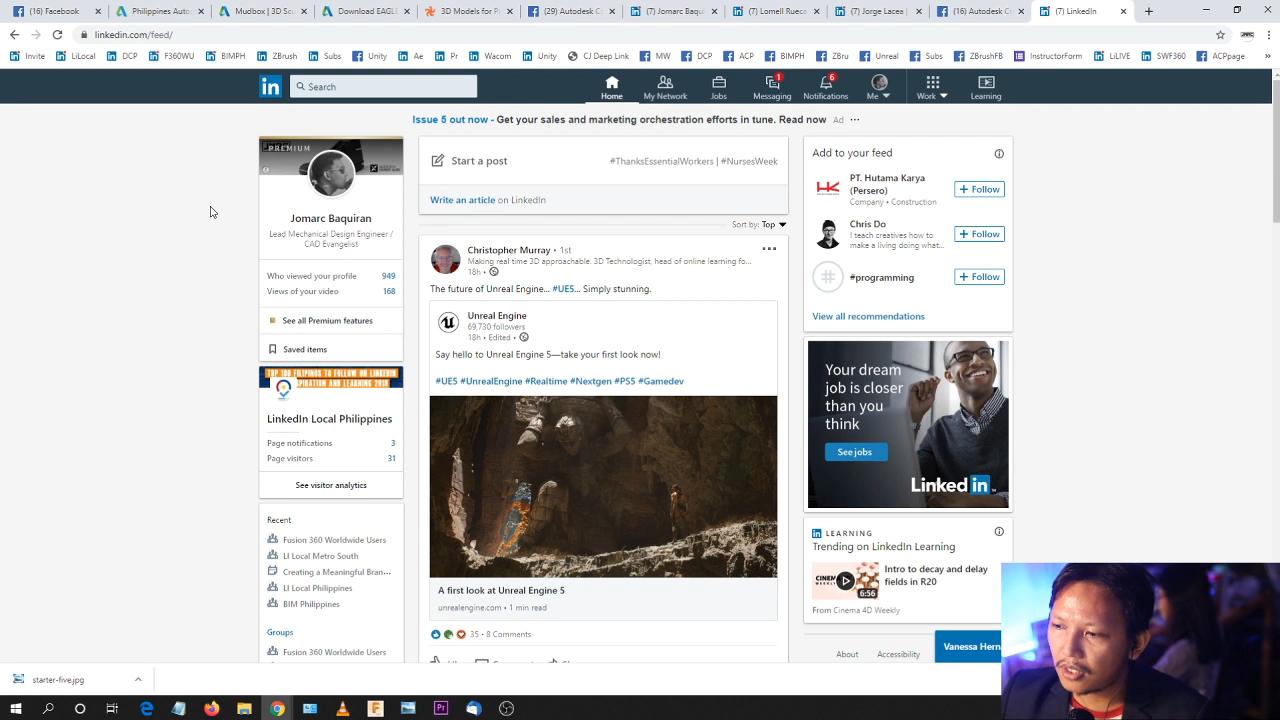 (16) Facebook
Philippines Auto
Mudbox | 3D Scu
Download EAGL
3D Models for P
(29) Autodesk C
(7) Jomarc Baqui
(7) Lomell Rueca
(7) Jorge Lacea
(16) Autodesk C
(7) LinkedIn
linkedin.com/feed/
Invite
LiLocal
DCP
F360WU
BIMPH
ZBrush
Subs
Unity
Ae
Pr
Wacom
Unity
CJ Deep Link
MW
DCP
ACP
BIMPH
ZBru
Unreal
Subs
ZBrushFB
InstructorForm
LiLIVE
SWF360
ACPpage
»
in
Search
Home
My Network
Jobs
1
Messaging
6
Notifications
Me
Work
Learning
Issue 5 out now - Get your sales and marketing orchestration efforts in tune. Read now Ad ...
PREMIUM
Jomarc Baquiran
Lead Mechanical Design Engineer /
CAD Evangelist
Who viewed your profile 949
Views of your video 168
See all Premium features
Saved items
TOP 100 FILIPINOS TO FOLLOW ON LINKEDIN
SPIRATION AND LEARNING 2019
LinkedIn Local Philippines
Page notifications 3
Page visitors 31
See visitor analytics
Recent
Fusion 360 Worldwide Users
LI Local Metro South
Creating a Meaningful Bran...
LI Local Philippines
BIM Philippines
Groups
Fusion 360 Worldwide Users
Start a post
#ThanksEssentialWorkers | #NursesWeek
Write an article on LinkedIn
Sort by: Top
Christopher Murray • 1st
Making real time 3D approachable. 3D Technologist, head of online learning fo...
18h •
The future of Unreal Engine... #UE5... Simply stunning.
Unreal Engine
69,730 followers
18h • Edited •
Say hello to Unreal Engine 5—take your first look now!
#UE5 #UnrealEngine #Realtime #Nextgen #PS5 #Gamedev
A first look at Unreal Engine 5
unrealengine.com • 1 min read
35 • 8 Comments
Add to your feed
PT. Hutama Karya
(Persero)
Company • Construction
+ Follow
Chris Do
I teach creatives how to
make a living doing what...
+ Follow
#programming
+ Follow
View all recommendations
Your dream
job is closer
than you
think
See jobs
Linked in
in LEARNING
Trending on LinkedIn Learning
CINEM
WEEKLY
6:56
Intro to decay and delay
fields in R20
From Cinema 4D Weekly
About
Accessibility
Vanessa Hern
starter-five.jpg